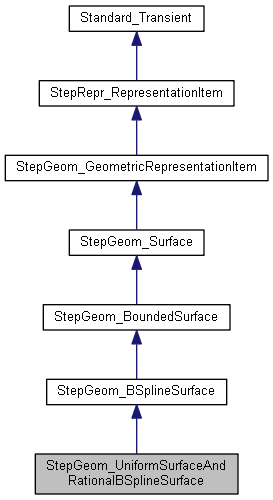 Standard_Transient
StepRepr_RepresentationItem
StepGeom_GeometricRepresentationItem
StepGeom_Surface
StepGeom_BoundedSurface
StepGeom_BSplineSurface
StepGeom_UniformSurfaceAnd
RationalBSplineSurface